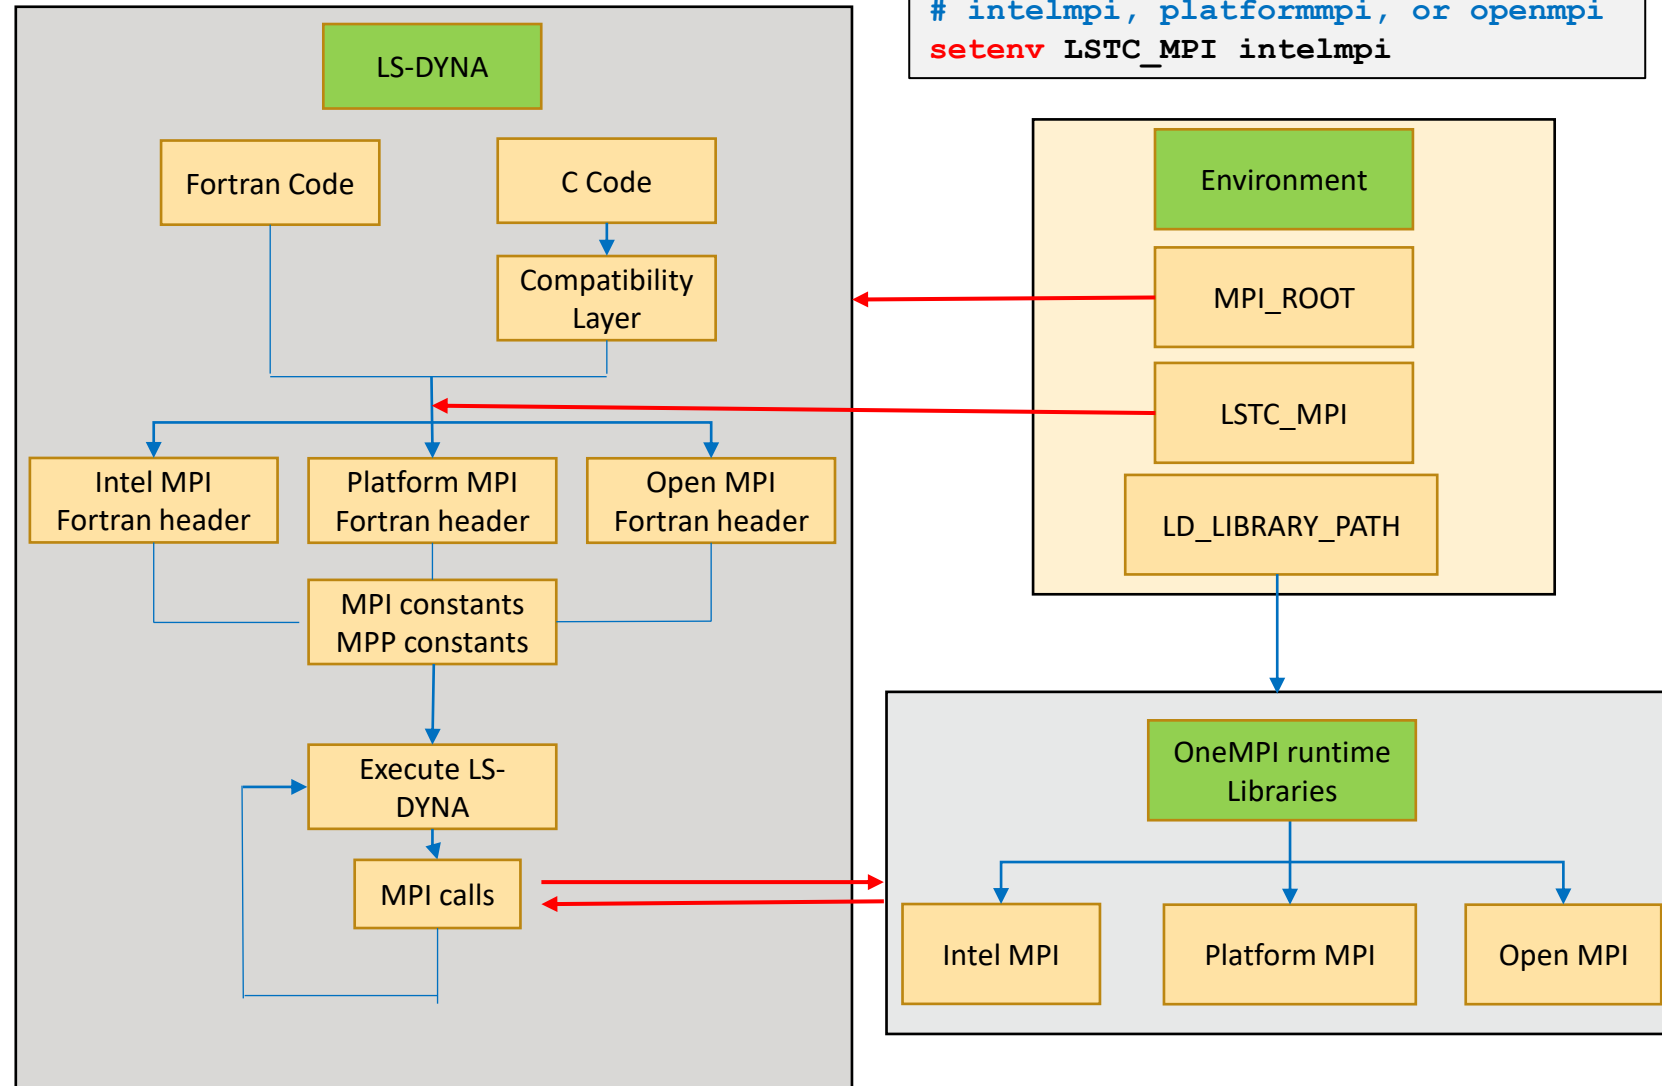 # intelmpi, platformmpi, or openmpi
setenv LSTC_MPI intelmpi
LS-DYNA
Fortran Code
C Code
Compatibility
Layer
Intel MPI
Fortran header
Platform MPI
Fortran header
Open MPI
Fortran header
MPI constants
MPP constants
Execute LS-
DYNA
MPI calls
Environment
MPI_ROOT
LSTC_MPI
LD_LIBRARY_PATH
OneMPI runtime
Libraries
Intel MPI
Platform MPI
Open MPI